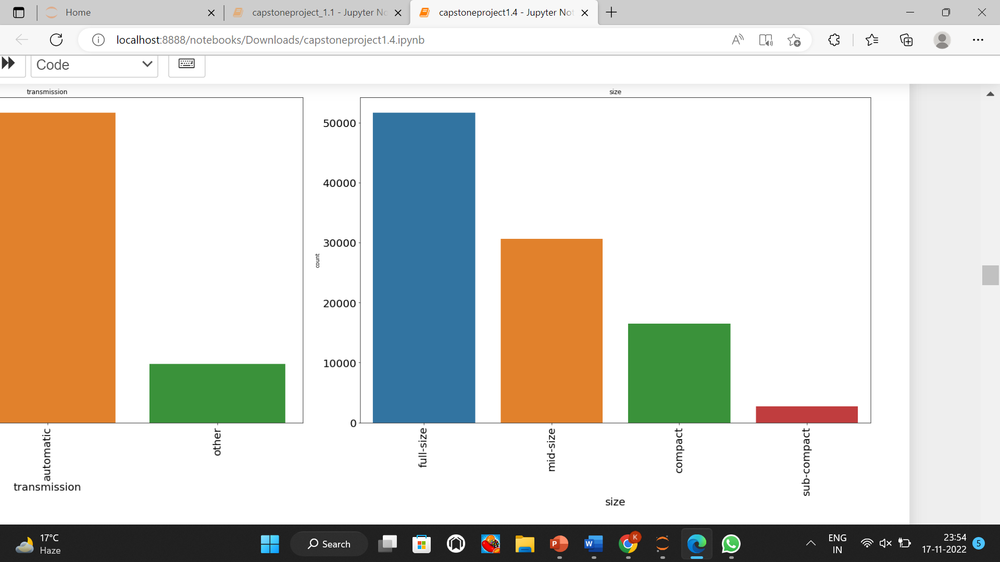 Home
capstoneproject_1.1 - Jupyter No
capstoneproject1.4 - Jupyter Not
localhost:8888/notebooks/Downloads/capstoneproject1.4.ipynb
Code
transmission
automatic
other
transmission
size
50000
40000
30000
20000
10000
0
count
full-size
mid-size
compact
sub-compact
size
17°C
Haze
Search
P
W
K
ENG
IN
23:54
17-11-2022
5